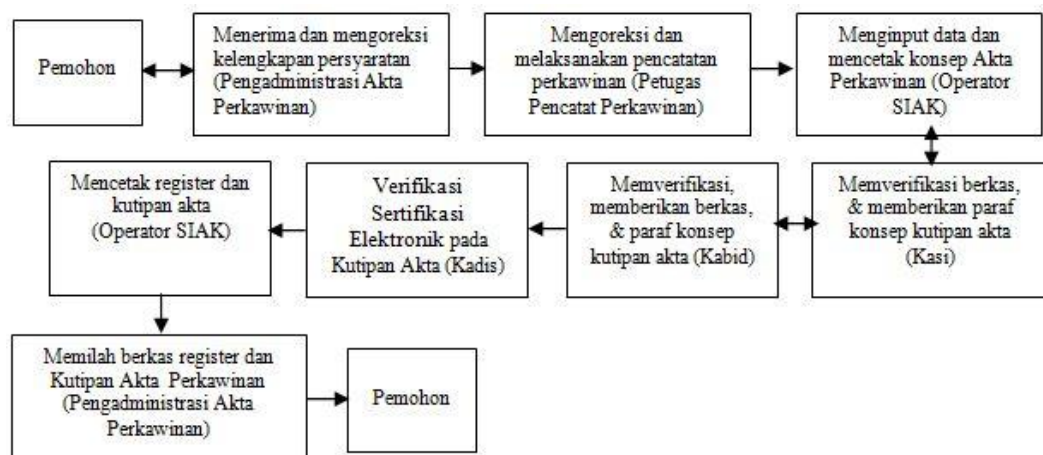 Pemohon
Menerima dan mengoreksi
kelengkapan persyaratan
(Pengadministrasi Akta
Perkawinan)
Mengoreksi dan
melaksanakan pencatatan
perkawinan (Petugas
Pencatat Perkawinan)
Menginput data dan
mencetak konsep Akta
Perkawinan (Operator
SIAK)
Memverifikasi berkas,
& memberikan paraf
konsep kutipan akta
(Kasi)
Memverifikasi,
memberikan berkas,
& paraf konsep
kutipan akta (Kabid)
Verifikasi
Sertifikasi
Elektronik pada
Kutipan Akta (Kadis)
Mencetak register dan
kutipan akta
(Operator SIAK)
Memilah berkas register dan
Kutipan Akta Perkawinan
(Pengadministrasi Akta
Perkawinan)
Pemohon